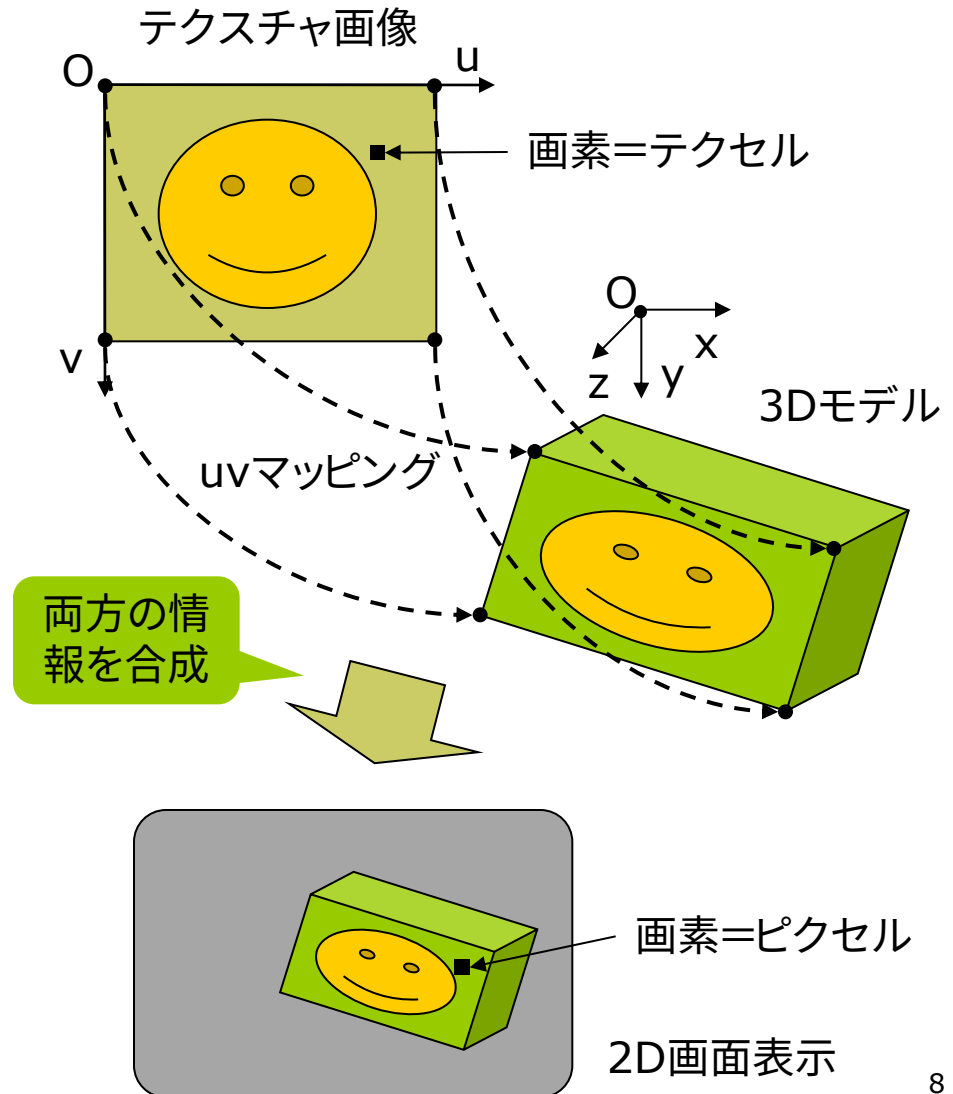 テクスチャ画像
O
u
画素＝テクセル
v
O
x
y
z
3Dモデル
uvマッピング
両方の情
報を合成
画素＝ピクセル
2D画面表示
8